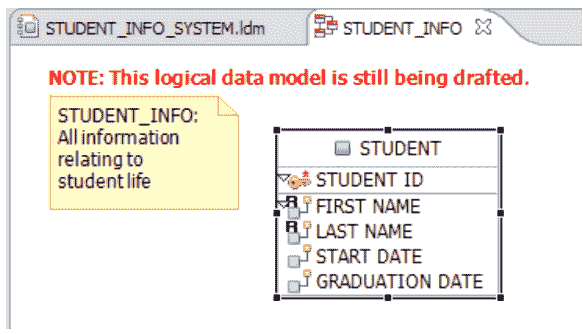 STUDENT_INFO_SYSTEM.ldm
STUDENT_INFO
NOTE: This logical data model is still being drafted.
STUDENT_INFO:
All information
relating to
student life
STUDENT
STUDENT ID
FIRST NAME
LAST NAME
START DATE
GRADUATION DATE